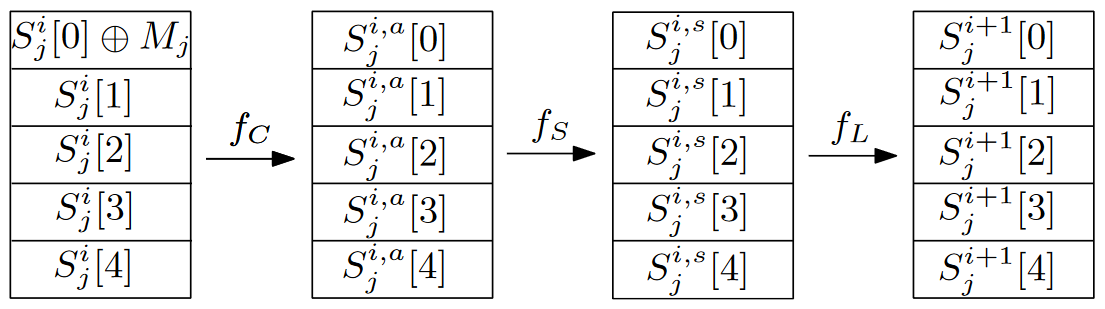 $S_j^i[0] \oplus M_j$ $S_j^{i,a}[0]$ $S_j^{i,s}[0]$ $S_j^{i+1}[0]$
$S_j^i[1]$ $S_j^{i,a}[1]$ $S_j^{i,s}[1]$ $S_j^{i+1}[1]$
$f_C$ $f_S$ $f_L$
$S_j^i[2]$ $S_j^{i,a}[2]$ $S_j^{i,s}[2]$ $S_j^{i+1}[2]$
$S_j^i[3]$ $S_j^{i,a}[3]$ $S_j^{i,s}[3]$ $S_j^{i+1}[3]$
$S_j^i[4]$ $S_j^{i,a}[4]$ $S_j^{i,s}[4]$ $S_j^{i+1}[4]$